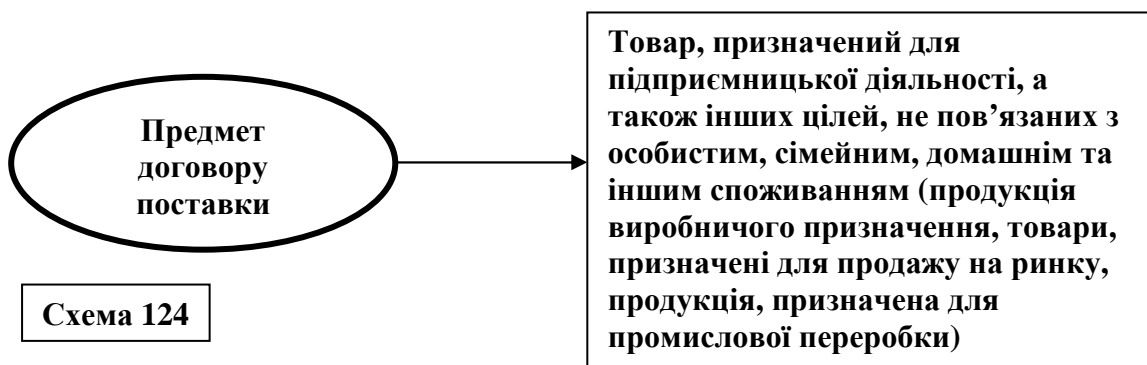 Предмет
договору
поставки
Товар, призначений для
підприємницької діяльності, а
також інших цілей, не пов’язаних з
особистим, сімейним, домашнім та
іншим споживанням (продукція
виробничого призначення, товари,
призначені для продажу на ринку,
продукція, призначена для
промислової переробки)
Схема 124